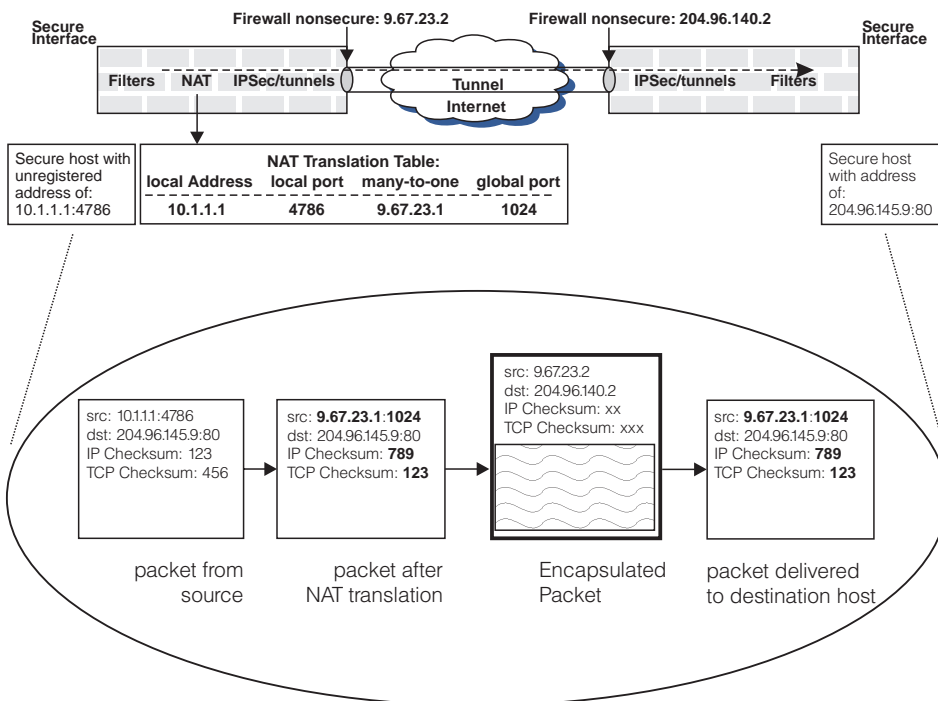 Firewall nonsecure: 9.67.23.2
Firewall nonsecure: 204.96.140.2
Secure
Interface
Secure
Interface
Filters NAT IPSec/tunnels
Tunnel
Internet
IPSec/tunnels Filters
Secure host with
unregistered
address of:
10.1.1.1:4786
NAT Translation Table:
local Address local port many-to-one global port
10.1.1.1 4786 9.67.23.1 1024
Secure host
with address
of:
204.96.145.9:80
src: 10.1.1.1:4786
dst: 204.96.145.9:80
IP Checksum: 123
TCP Checksum: 456
src: 9.67.23.1:1024
dst: 204.96.145.9:80
IP Checksum: 789
TCP Checksum: 123
src: 9.67.23.2
dst: 204.96.140.2
IP Checksum: xx
TCP Checksum: xxx
src: 9.67.23.1:1024
dst: 204.96.145.9:80
IP Checksum: 789
TCP Checksum: 123
packet from
source
packet after
NAT translation
Encapsulated
Packet
packet delivered
to destination host